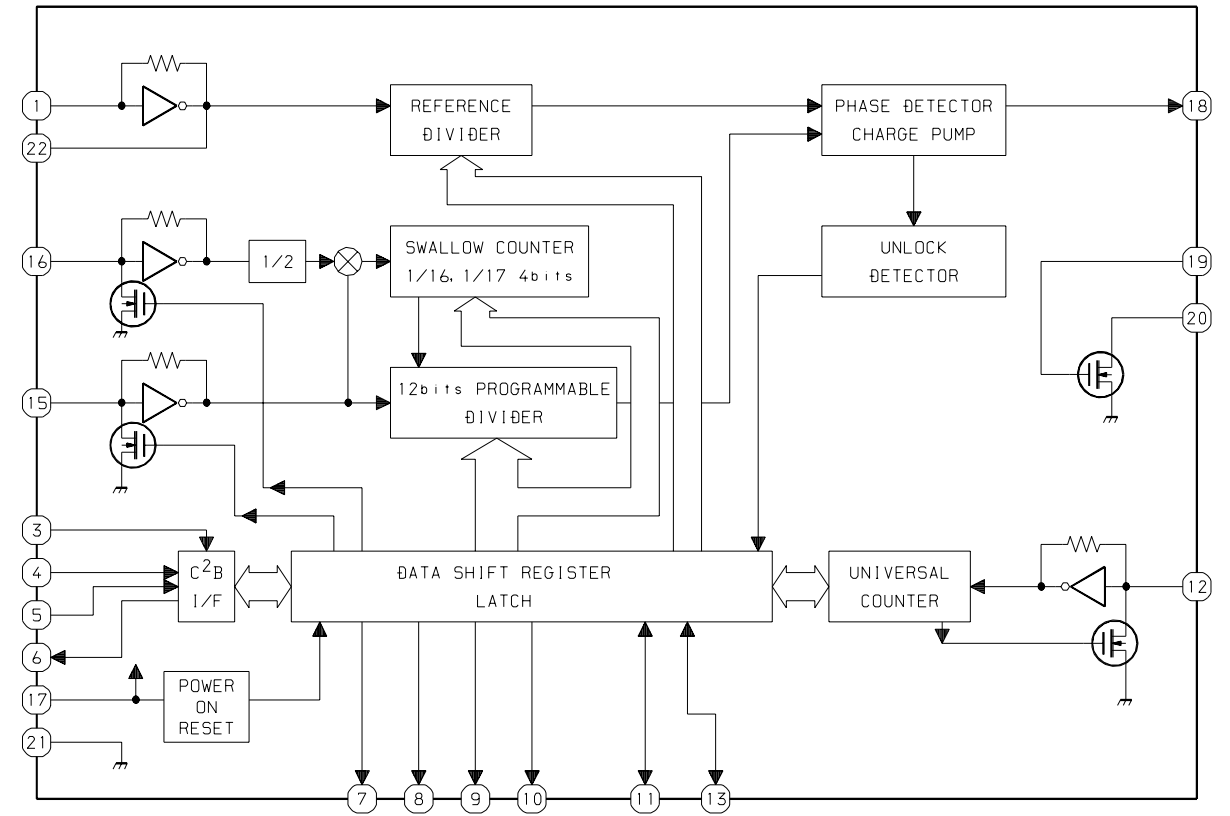 1
REFERENCE
DIVIDER
PHASE DETECTOR
CHARGE PUMP
18
22
16
1/2
SWALLOW COUNTER
1/16, 1/17 4bits
UNLOCK
DETECTOR
19
20
15
12bits PROGRAMMABLE
DIVIDER
3
4
5
6
C2B
I/F
DATA SHIFT REGISTER
LATCH
UNIVERSAL
COUNTER
12
17
POWER
ON
RESET
21
7
8
9
10
11
13